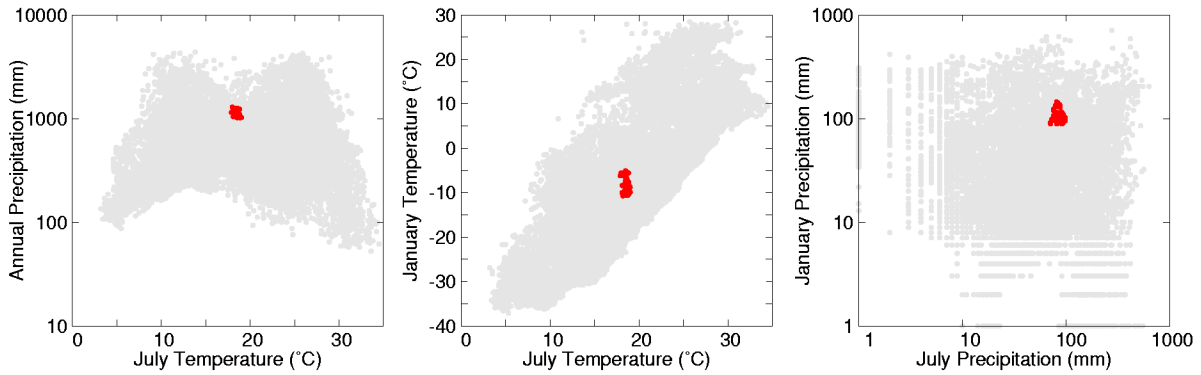 10000
1000
100
10
Annual Precipitation (mm)
0 10 20 30
July Temperature (˚C)
30
20
10
0
-10
-20
-30
-40
January Temperature (˚C)
0 10 20 30
July Temperature (˚C)
1000
100
10
1
January Precipitation (mm)
1 10 100 1000
July Precipitation (mm)